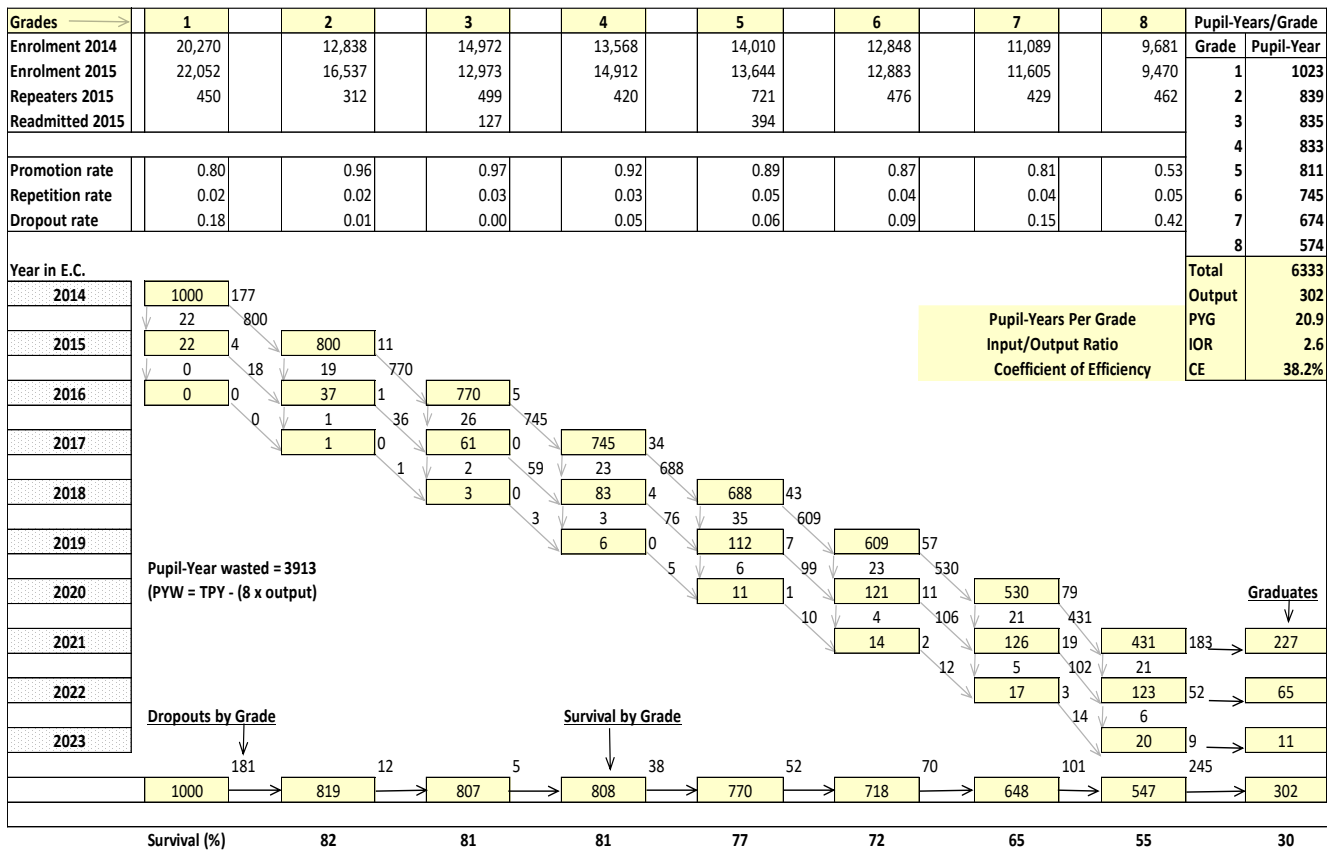 Grades 1 2 3 4 5 6 7 8 Pupil-Years/Grade
Enrolment 2014 20,270 12,838 14,972 13,568 14,010 12,848 11,089 9,681 Grade Pupil-Year
Enrolment 2015 22,052 16,537 12,973 14,912 13,644 12,883 11,605 9,470 1 1023
Repeaters 2015 450 312 499 420 721 476 429 462 2 839
Readmitted 2015 127 394 3 835
4 833
Promotion rate 0.80 0.96 0.97 0.92 0.89 0.87 0.81 0.53 5 811
Repetition rate 0.02 0.02 0.03 0.03 0.05 0.04 0.04 0.05 6 745
Dropout rate 0.18 0.01 0.00 0.05 0.06 0.09 0.15 0.42 7 674
8 574
Year in E.C. Total 6333
2014 1000 177 Output 302
22 800 Pupil-Years Per Grade PYG 20.9
2015 22 4 800 11 Input/Output Ratio IOR 2.6
0 18 19 770 Coefficient of Efficiency CE 38.2%
2016 0 0 37 1 770 5
0 1 36 26 745
2017 1 0 61 0 745 34
1 2 59 23 688
2018 3 0 83 4 688 43
3 3 76 35 609
2019 6 0 112 7 609 57
Pupil-Year wasted = 3913 5 6 99 23 530
2020 (PYW = TPY - (8 x output) 11 1 121 11 530 79 Graduates
10 4 106 21 431
2021 14 2 126 19 431 183 227
12 5 102 21
2022 17 3 123 52 65
Dropouts by Grade Survival by Grade 14 6
2023 20 9 11
181 12 5 38 52 70 101 245
1000 819 807 808 770 718 648 547 302
Survival (%) 82 81 81 77 72 65 55 30